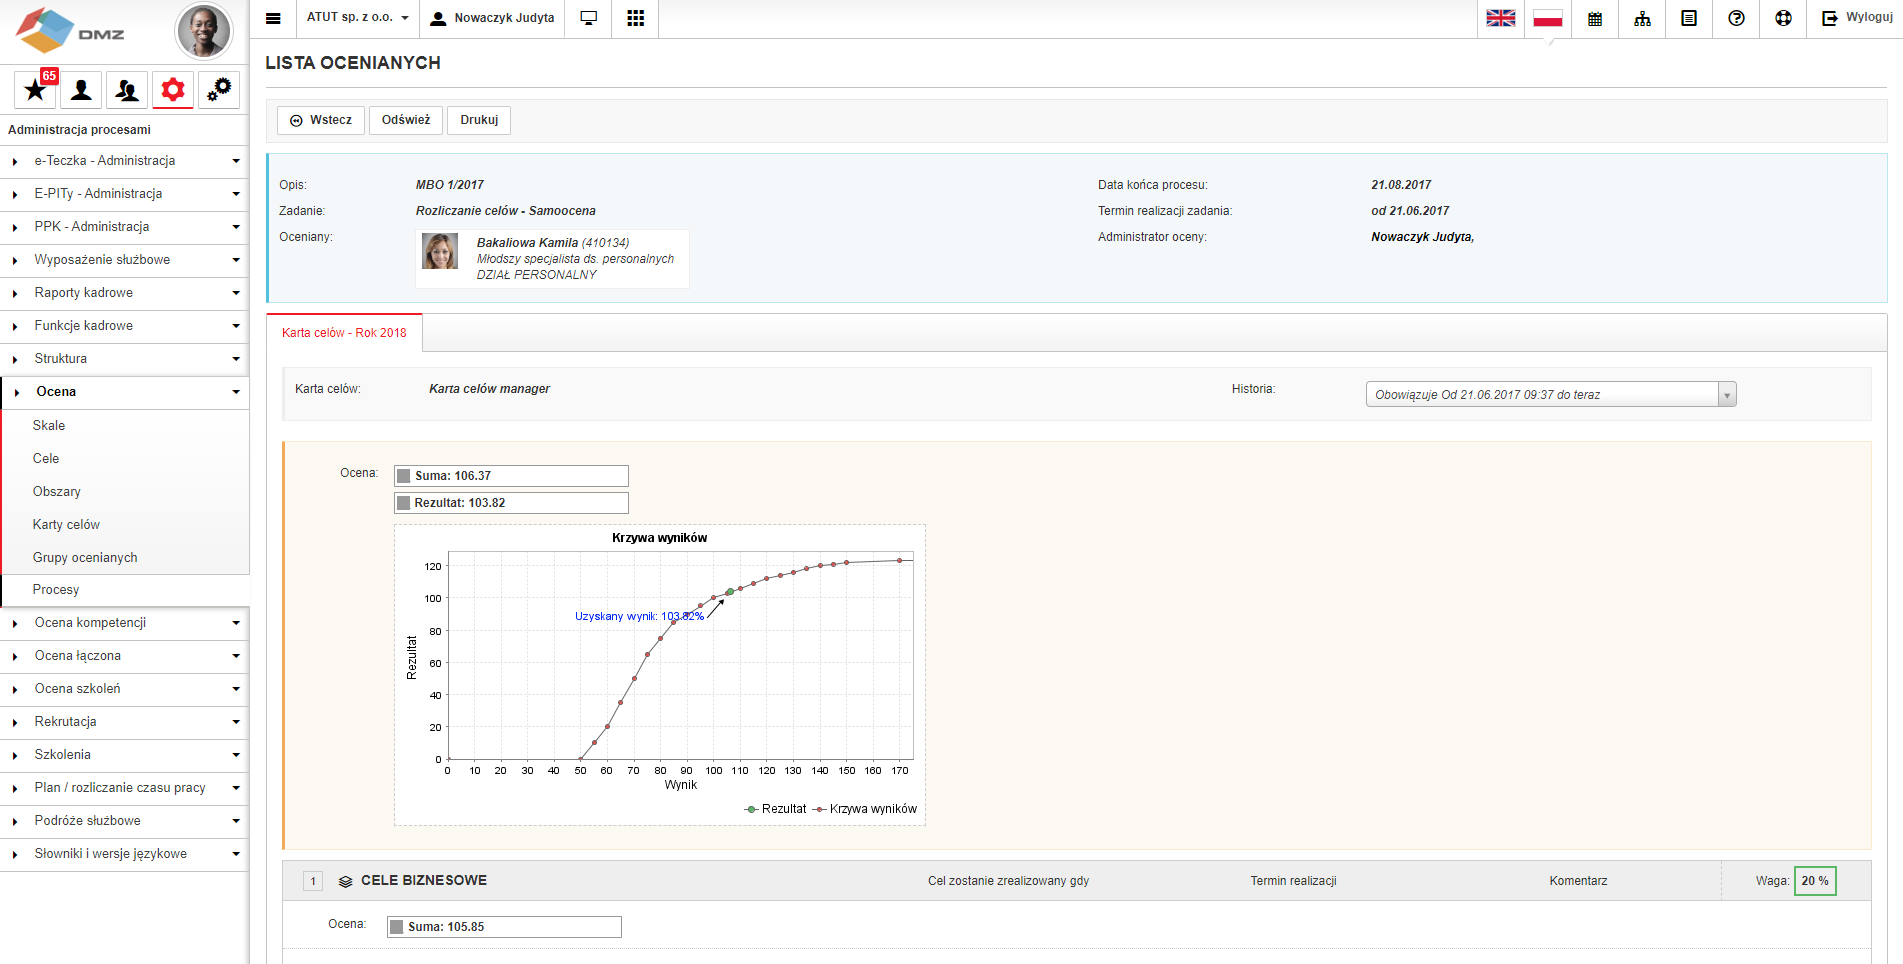 DMZ
ATUT sp. z o.o.
Nowaczyk Judyta
Wyloguj
65
Administracja procesami
e-Teczka - Administracja
E-PITy - Administracja
PPK - Administracja
Wyposażenie służbowe
Raporty kadrowe
Funkcje kadrowe
Struktura
Ocena
Skale
Cele
Obszary
Karty celów
Grupy ocenianych
Procesy
Ocena kompetencji
Ocena łączona
Ocena szkoleń
Rekrutacja
Szkolenia
Plan / rozliczanie czasu pracy
Podróże służbowe
Słowniki i wersje językowe
LISTA OCENIANYCH
Wstecz
Odśwież
Drukuj
Opis: MBO 1/2017
Data końca procesu: 21.08.2017
Zadanie: Rozliczanie celów - Samoocena
Termin realizacji zadania: od 21.06.2017
Oceniany:
Bakaliowa Kamila (410134)
Młodszy specjalista ds. personalnych
DZIAŁ PERSONALNY
Administrator oceny: Nowaczyk Judyta,
Karta celów - Rok 2018
Karta celów: Karta celów manager
Historia: Obowiązuje Od 21.06.2017 09:37 do teraz
Ocena: Suma: 106.37
Rezultat: 103.82
Krzywa wyników
120
100
80
60
40
20
0
Rezultat
Uzyskany wynik: 103.82%
0 10 20 30 40 50 60 70 80 90 100 110 120 130 140 150 160 170
Wynik
Rezultat Krzywa wyników
1 CELE BIZNESOWE Cel zostanie zrealizowany gdy Termin realizacji Komentarz Waga: 20 %
Ocena: Suma: 105.85